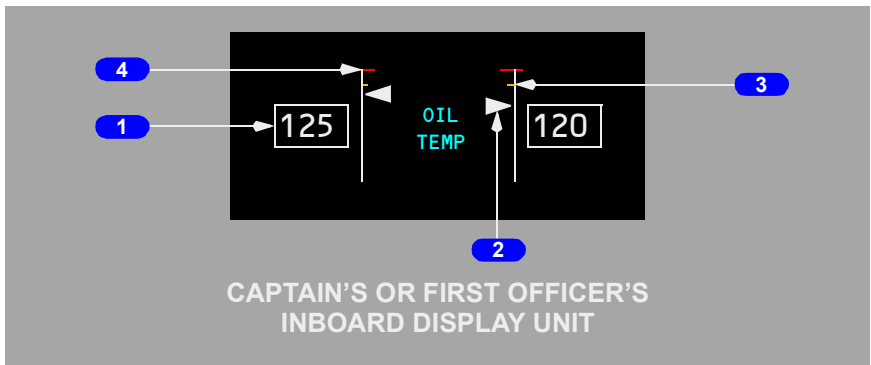 4
3
1
125
OIL
TEMP
120
2
CAPTAIN'S OR FIRST OFFICER'S
INBOARD DISPLAY UNIT